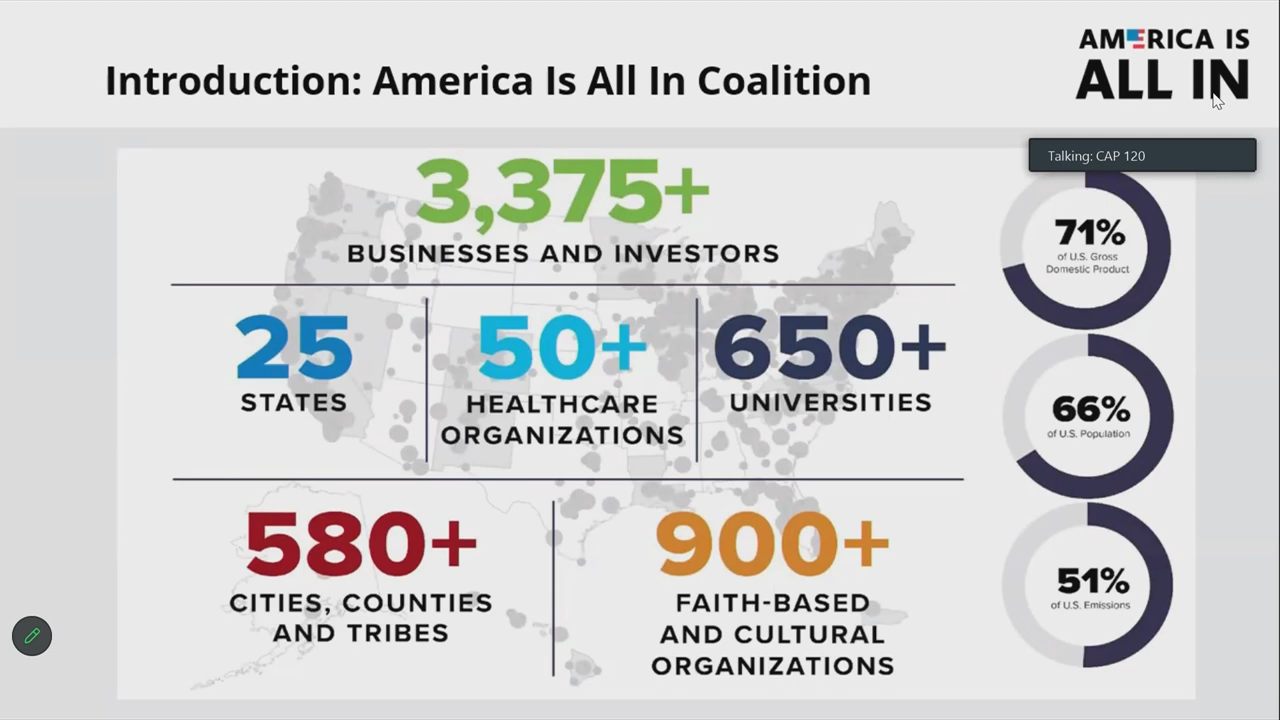 Introduction: America Is All In Coalition
AMERICA IS
ALL IN
Talking: CAP 120
3,375+
BUSINESSES AND INVESTORS
25
STATES
50+
HEALTHCARE
ORGANIZATIONS
650+
UNIVERSITIES
580+
CITIES, COUNTIES
AND TRIBES
900+
FAITH-BASED
AND CULTURAL
ORGANIZATIONS
71%
of U.S. Gross
Domestic Product
66%
of U.S. Population
51%
of U.S. Emissions